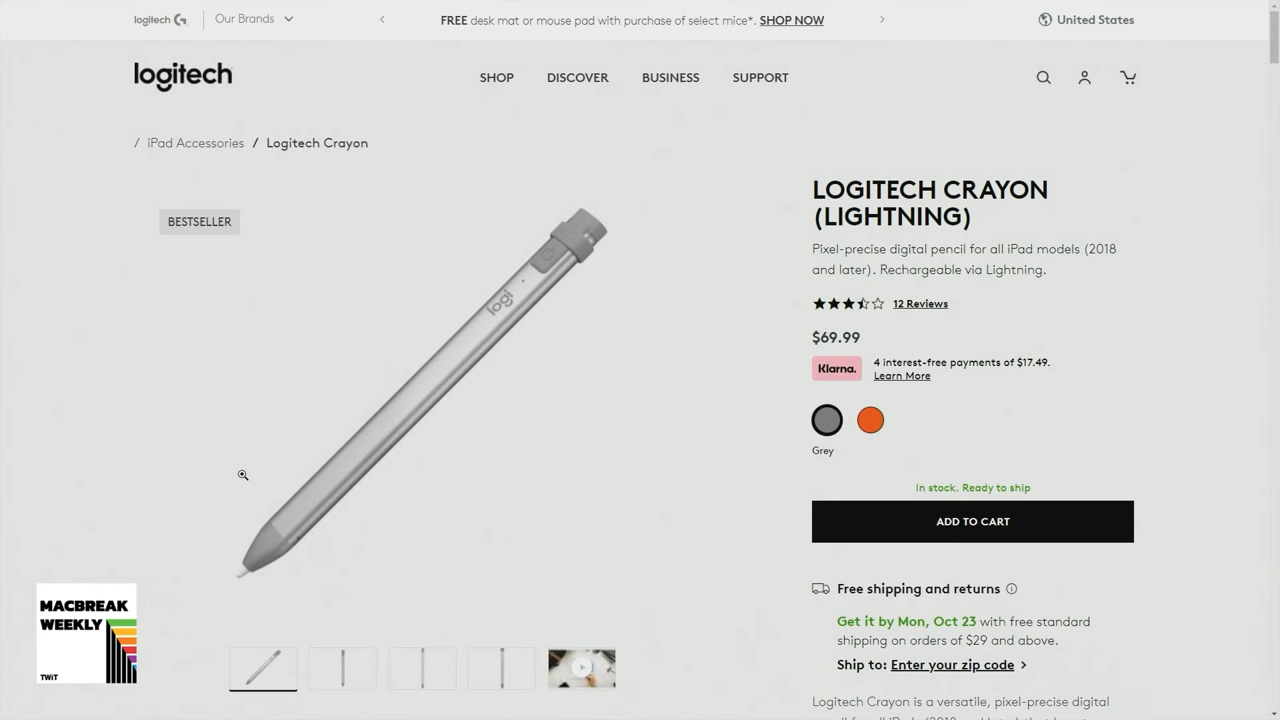 logitech G
Our Brands
FREE desk mat or mouse pad with purchase of select mice*. SHOP NOW
United States
logitech
SHOP
DISCOVER
BUSINESS
SUPPORT
/ iPad Accessories / Logitech Crayon
BESTSELLER
logi
LOGITECH CRAYON
(LIGHTNING)
Pixel-precise digital pencil for all iPad models (2018
and later). Rechargeable via Lightning.
12 Reviews
$69.99
Klarna.
4 interest-free payments of $17.49.
Learn More
Grey
In stock. Ready to ship
ADD TO CART
Free shipping and returns
Get it by Mon, Oct 23 with free standard
shipping on orders of $29 and above.
Ship to: Enter your zip code
Logitech Crayon is a versatile, pixel-precise digital
MACBREAK
WEEKLY
TWiT